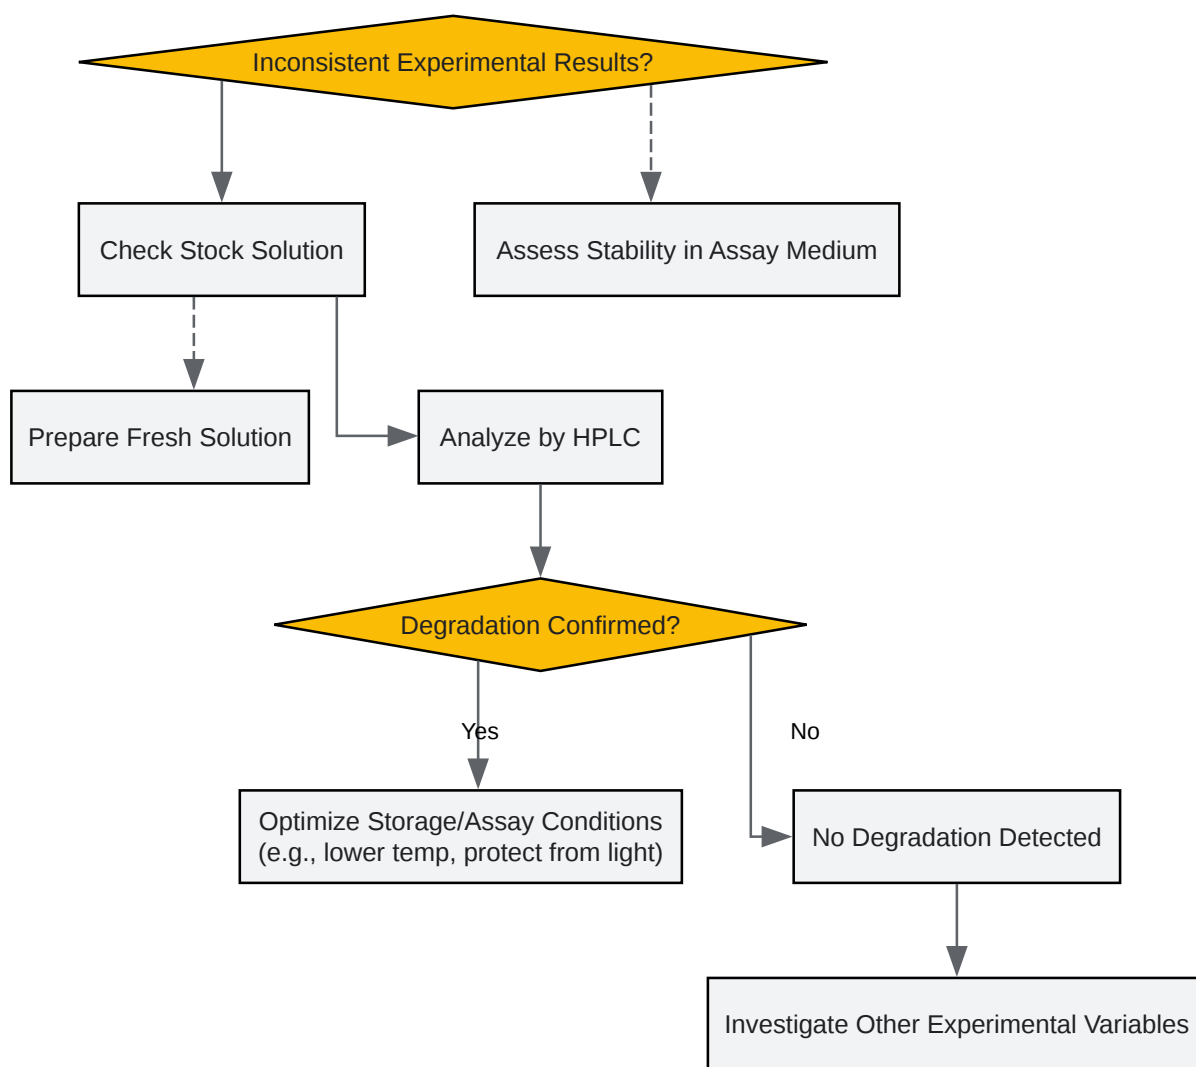 Inconsistent Experimental Results?
Check Stock Solution
Assess Stability in Assay Medium
Prepare Fresh Solution
Analyze by HPLC
Degradation Confirmed?
Yes
No
Optimize Storage/Assay Conditions
(e.g., lower temp, protect from light)
No Degradation Detected
Investigate Other Experimental Variables